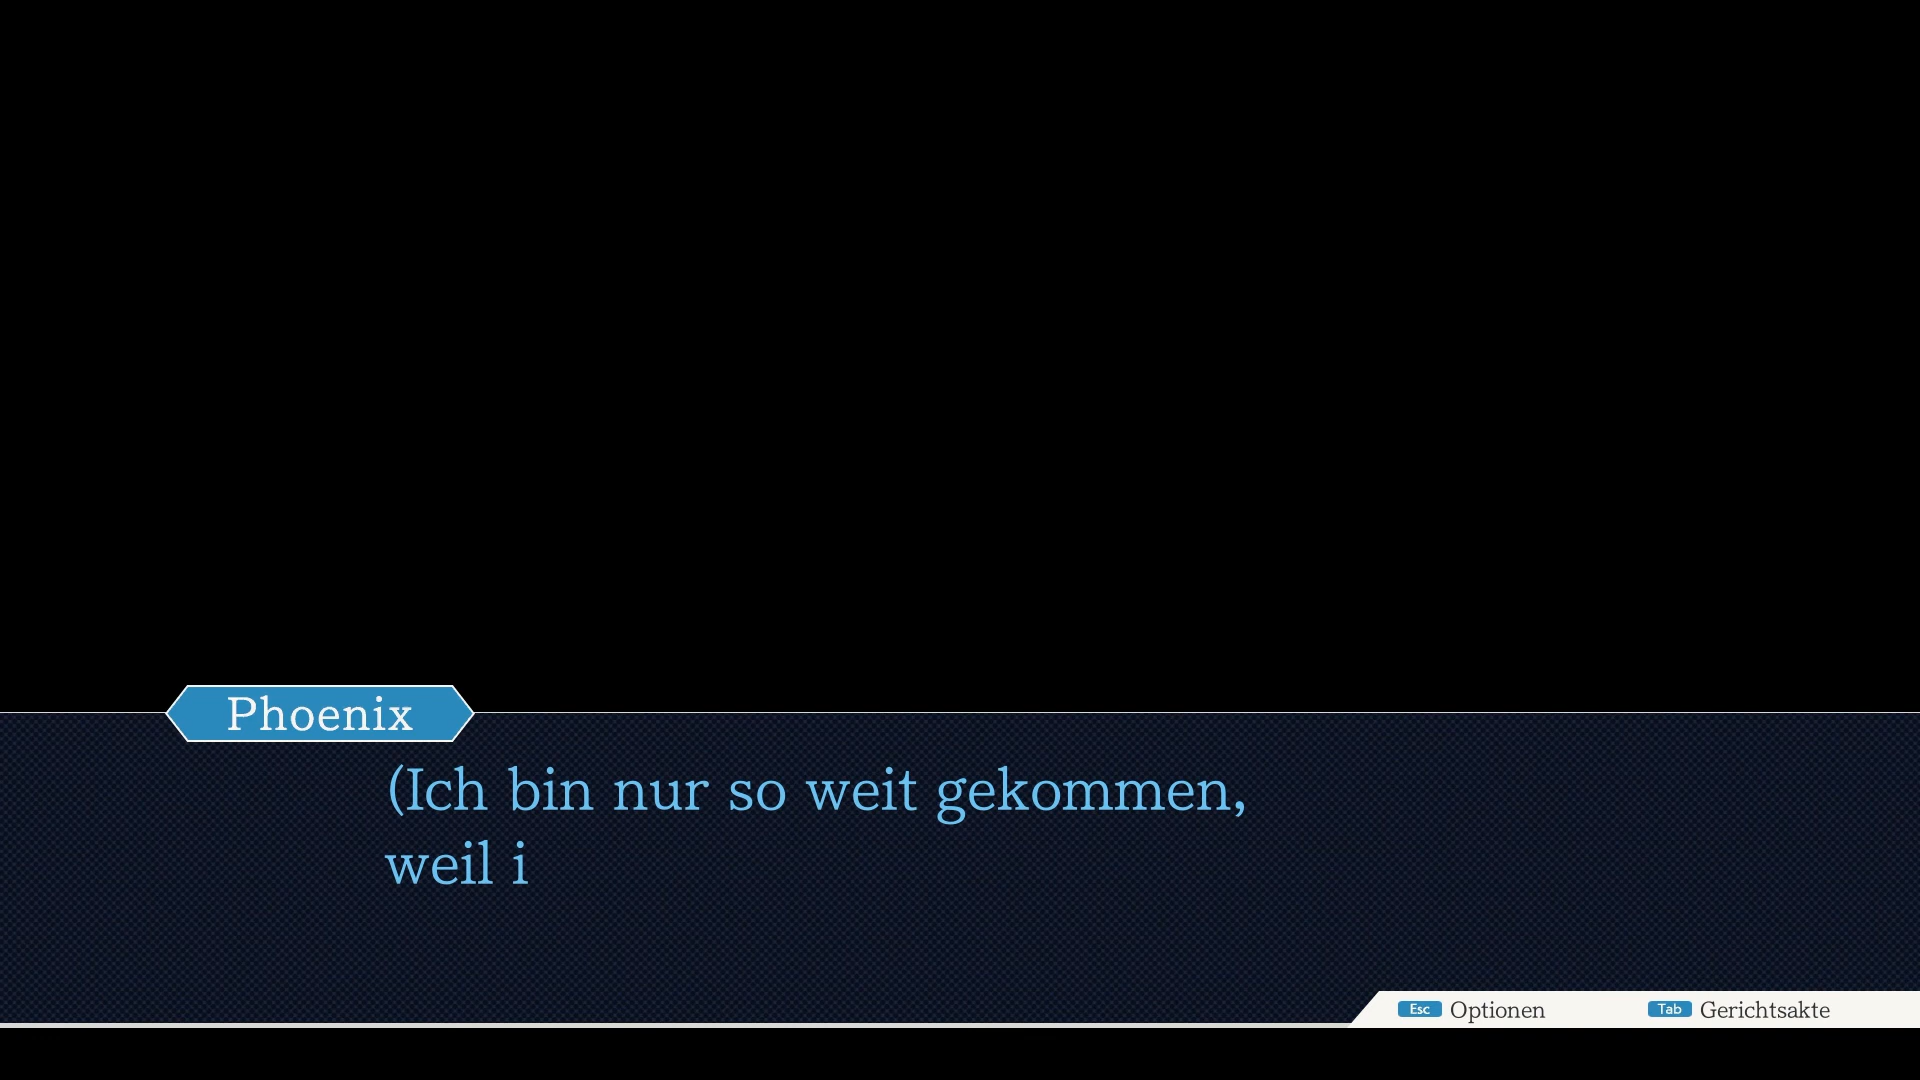 Phoenix
(Ich bin nur so weit gekommen,
weil i
Esc Optionen Tab Gerichtsakte